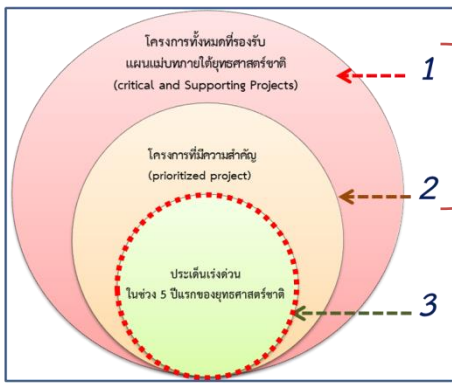 โครงการทั้งหมดที่รองรับ
แผนแม่บทภายใต้ยุทธศาสตร์ชาติ
(critical and Supporting Projects)
1
โครงการที่มีความสำคัญ
(prioritized project)
2
ประเด็นเร่งด่วน
ในช่วง 5 ปีแรกของยุทธศาสตร์ชาติ
3